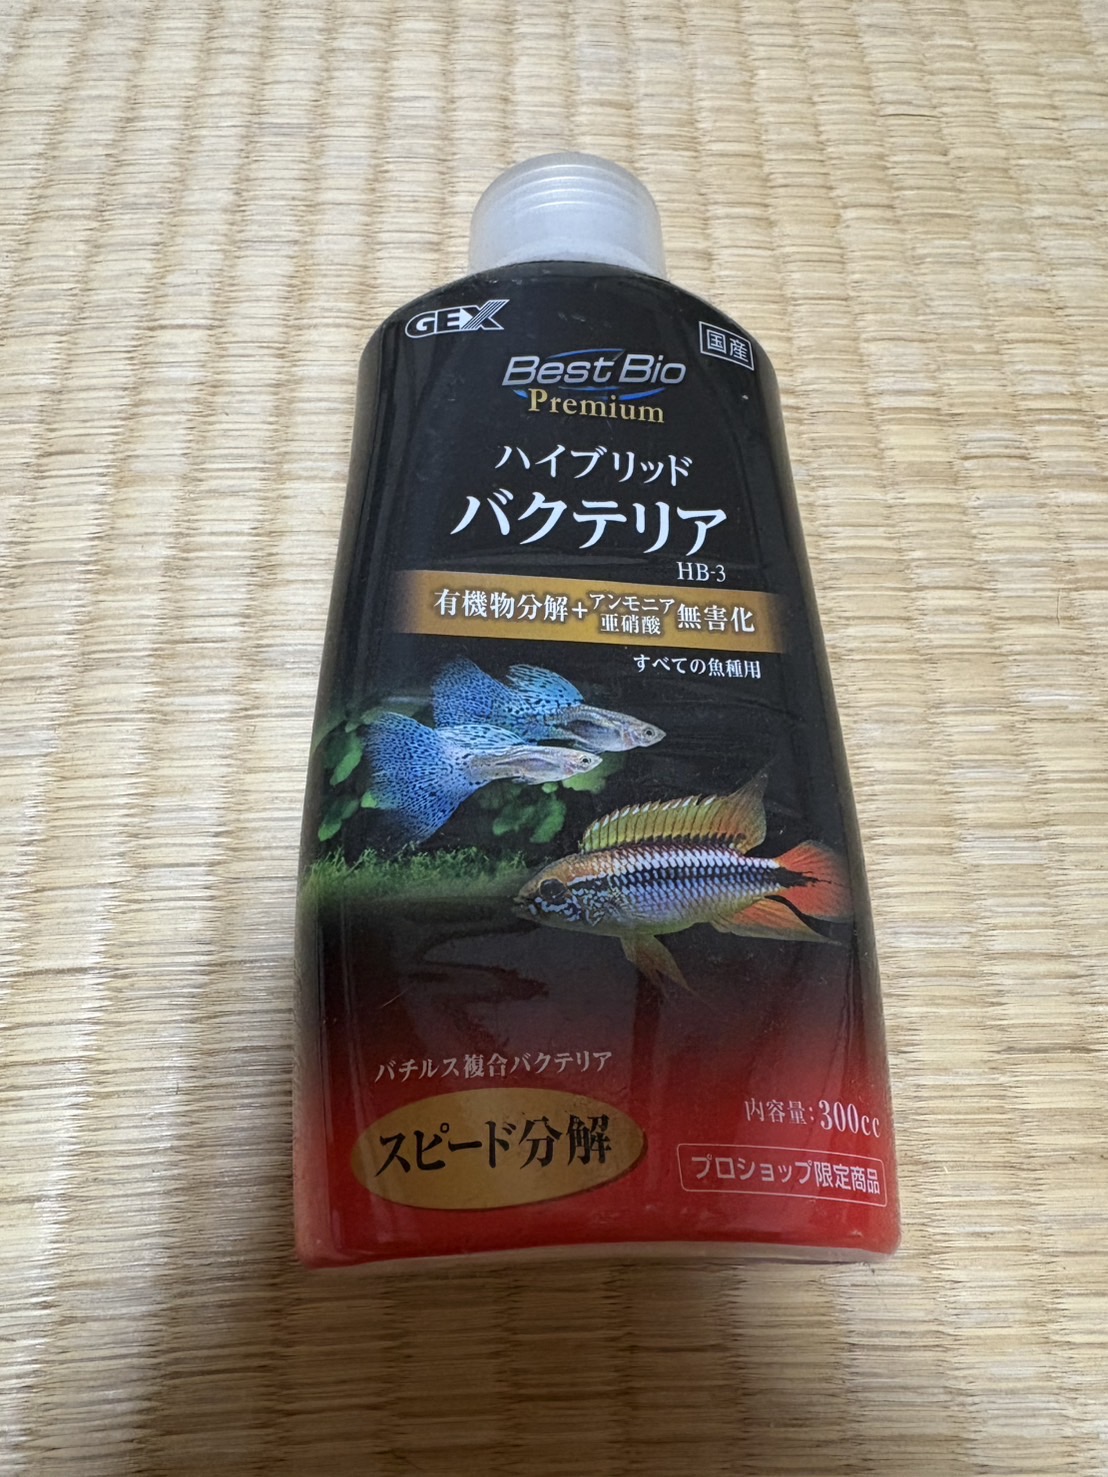 GEX
国産
Best Bio
Premium
ハイブリッド
バクテリア
HB-3
有機物分解+アンモニア亜硝酸無害化
すべての魚種用
バチルス複合バクテリア
スピード分解
内容量:300cc
プロショップ限定商品